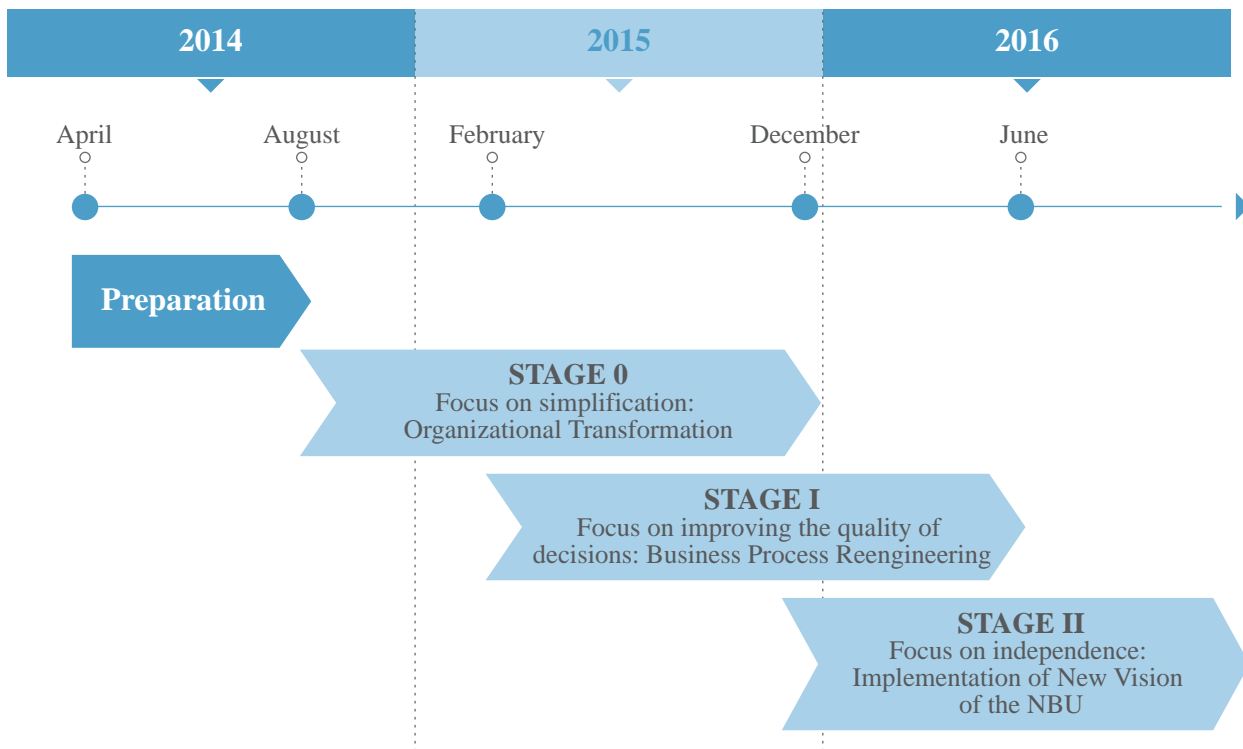 2014
2015
2016
April
August
February
December
June
Preparation
STAGE 0
Focus on simplification:
Organizational Transformation
STAGE I
Focus on improving the quality of
decisions: Business Process Reengineering
STAGE II
Focus on independence:
Implementation of New Vision
of the NBU